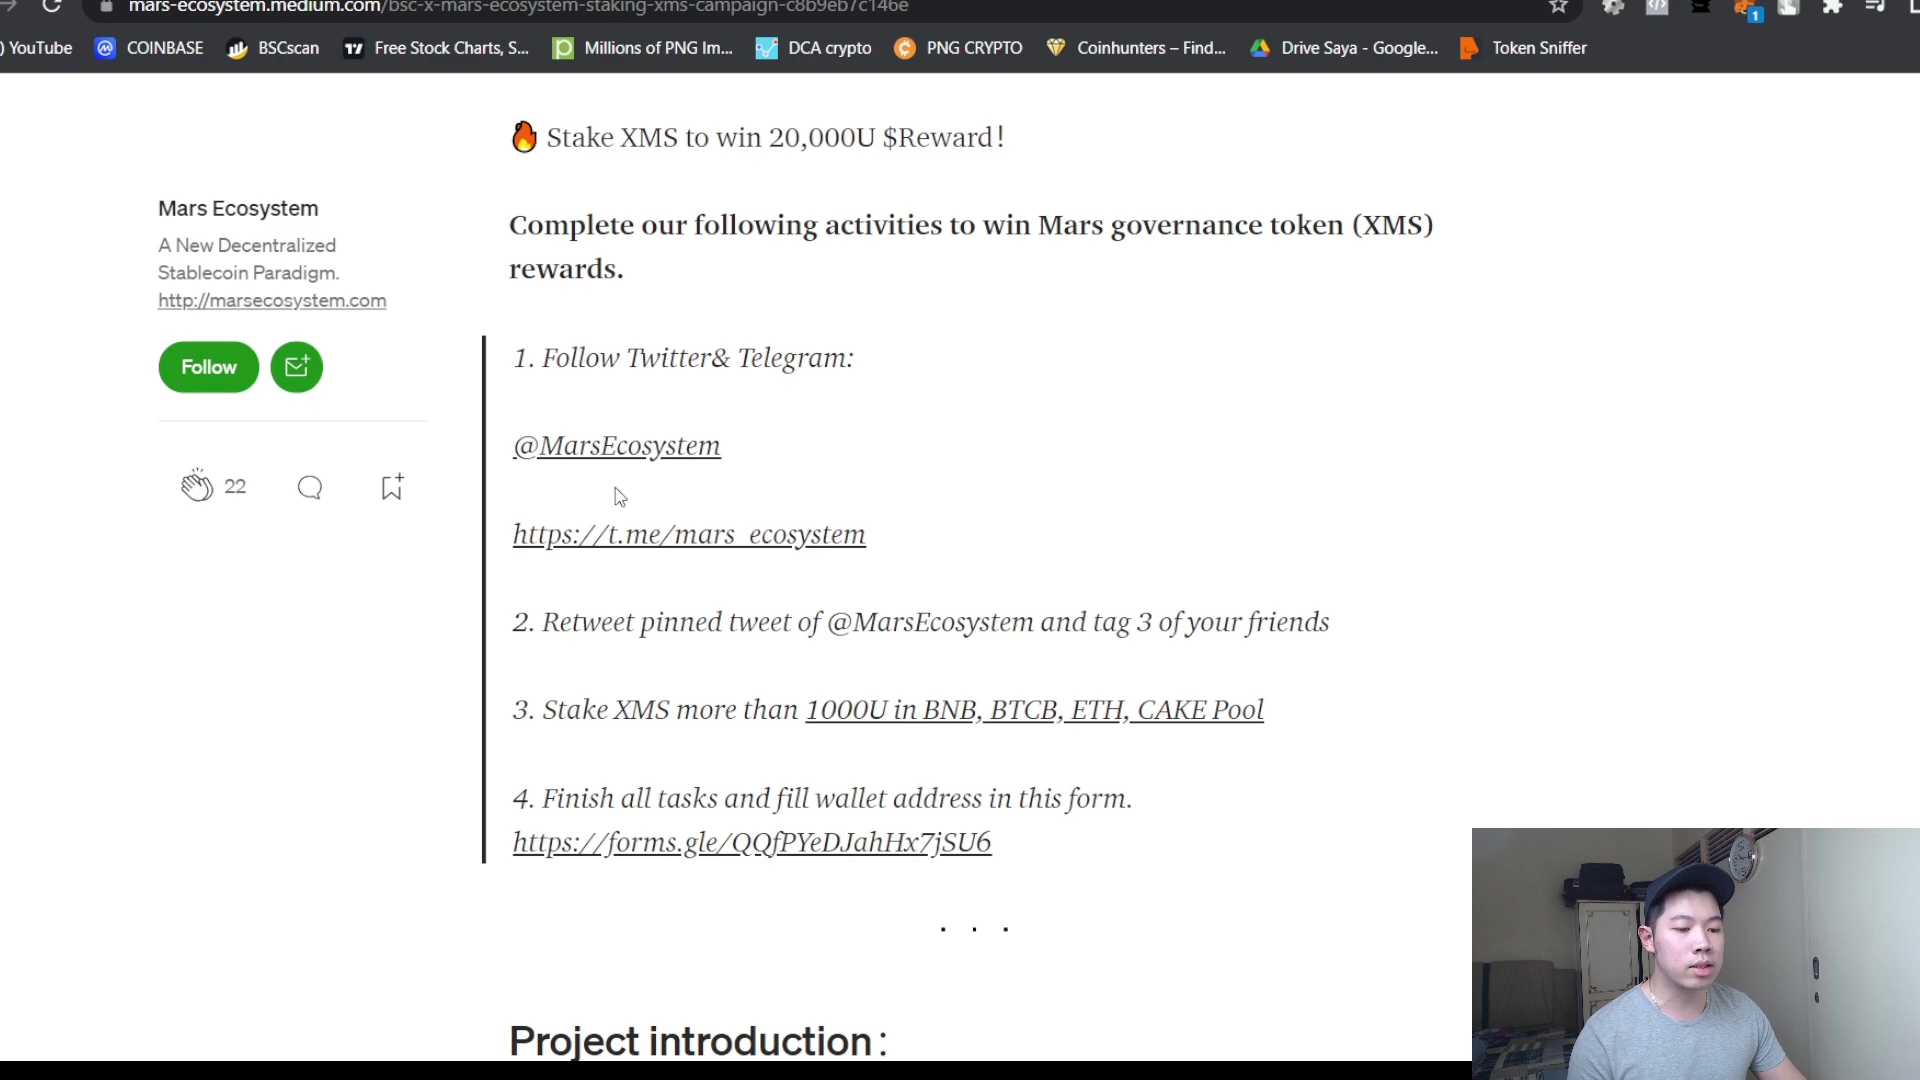 mars-ecosystem.medium.com/bsc-x-mars-ecosystem-staking-xms-campaign-c8b9eb7c146e
1
) YouTube COINBASE BSCscan Free Stock Charts, S... Millions of PNG Im... DCA crypto PNG CRYPTO Coinhunters – Find... Drive Saya - Google... Token Sniffer
🔥 Stake XMS to win 20,000U $Reward!
Mars Ecosystem
A New Decentralized
Stablecoin Paradigm.
http://marsecosystem.com
Follow
22
Complete our following activities to win Mars governance token (XMS)
rewards.
1. Follow Twitter& Telegram:
@MarsEcosystem
https://t.me/mars_ecosystem
2. Retweet pinned tweet of @MarsEcosystem and tag 3 of your friends
3. Stake XMS more than 1000U in BNB, BTCB, ETH, CAKE Pool
4. Finish all tasks and fill wallet address in this form.
https://forms.gle/QQfPYeDJahHx7jSU6
. . .
Project introduction: